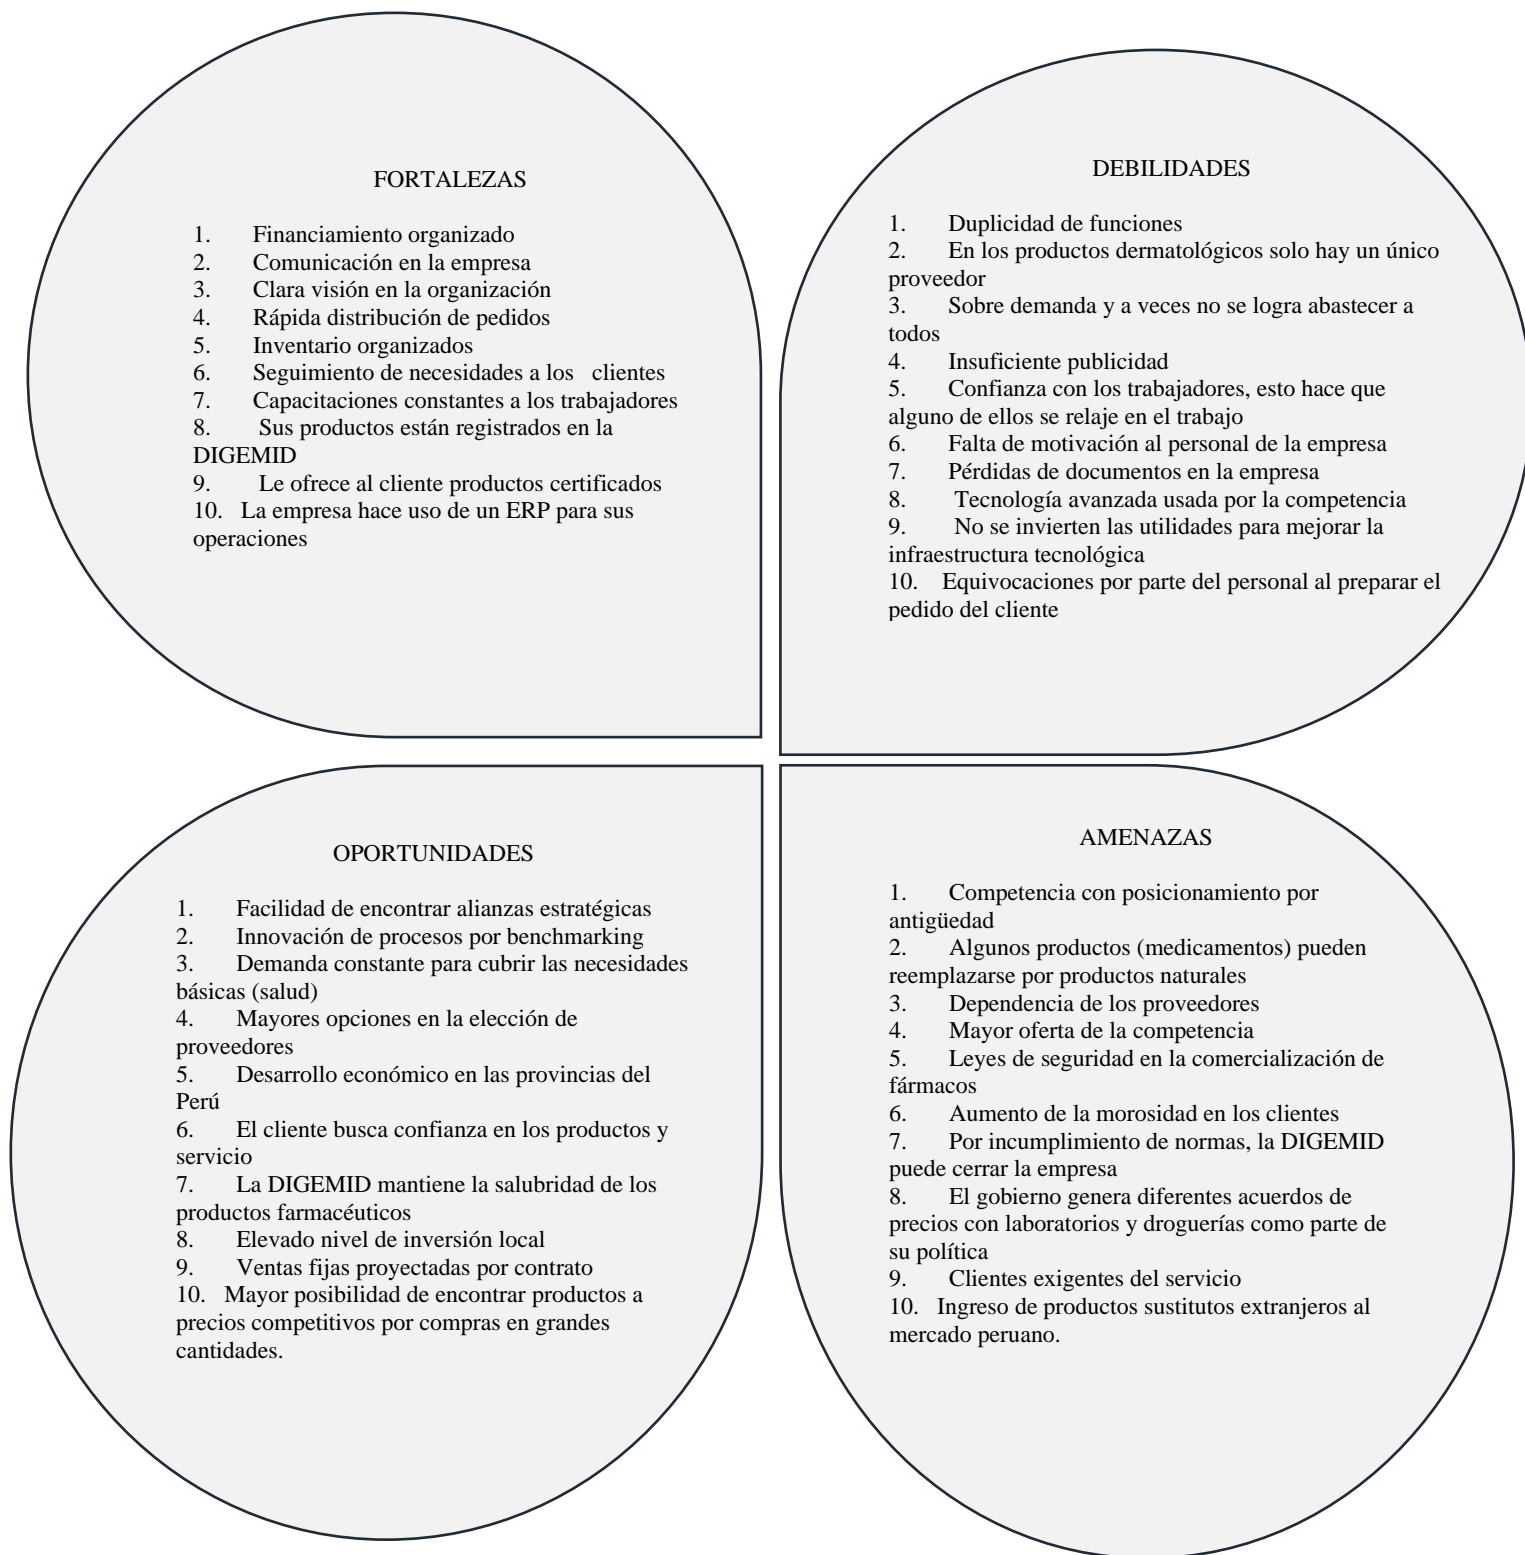 FORTALEZAS
1. Financiamiento organizado
2. Comunicación en la empresa
3. Clara visión en la organización
4. Rápida distribución de pedidos
5. Inventario organizados
6. Seguimiento de necesidades a los clientes
7. Capacitaciones constantes a los trabajadores
8. Sus productos están registrados en la
DIGEMID
9. Le ofrece al cliente productos certificados
10. La empresa hace uso de un ERP para sus
operaciones
DEBILIDADES
1. Duplicidad de funciones
2. En los productos dermatológicos solo hay un único
proveedor
3. Sobre demanda y a veces no se logra abastecer a
todos
4. Insuficiente publicidad
5. Confianza con los trabajadores, esto hace que
alguno de ellos se relaje en el trabajo
6. Falta de motivación al personal de la empresa
7. Pérdidas de documentos en la empresa
8. Tecnología avanzada usada por la competencia
9. No se invierten las utilidades para mejorar la
infraestructura tecnológica
10. Equivocaciones por parte del personal al preparar el
pedido del cliente
OPORTUNIDADES
1. Facilidad de encontrar alianzas estratégicas
2. Innovación de procesos por benchmarking
3. Demanda constante para cubrir las necesidades
básicas (salud)
4. Mayores opciones en la elección de
proveedores
5. Desarrollo económico en las provincias del
Perú
6. El cliente busca confianza en los productos y
servicio
7. La DIGEMID mantiene la salubridad de los
productos farmacéuticos
8. Elevado nivel de inversión local
9. Ventas fijas proyectadas por contrato
10. Mayor posibilidad de encontrar productos a
precios competitivos por compras en grandes
cantidades.
AMENAZAS
1. Competencia con posicionamiento por
antigüedad
2. Algunos productos (medicamentos) pueden
reemplazarse por productos naturales
3. Dependencia de los proveedores
4. Mayor oferta de la competencia
5. Leyes de seguridad en la comercialización de
fármacos
6. Aumento de la morosidad en los clientes
7. Por incumplimiento de normas, la DIGEMID
puede cerrar la empresa
8. El gobierno genera diferentes acuerdos de
precios con laboratorios y droguerías como parte de
su política
9. Clientes exigentes del servicio
10. Ingreso de productos sustitutos extranjeros al
mercado peruano.